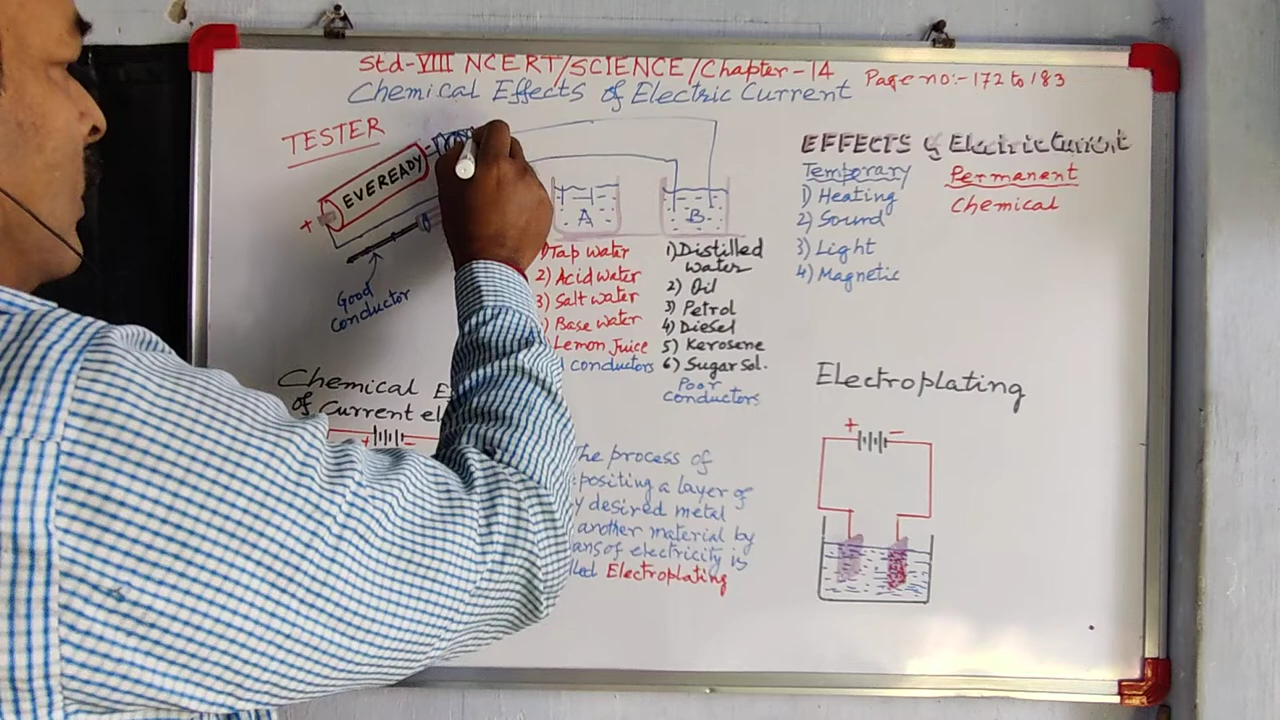 Std-VIII NCERT/SCIENCE/Chapter-14 Page no:-172 to 183
Chemical Effects of Electric Current
TESTER
EVEREADY
+
-
Good
conductor
A
B
1) Tap water
2) Acid water
3) Salt water
) Base water
Lemon Juice
conductors
1) Distilled
water
2) Oil
3) Petrol
4) Diesel
5) Kerosene
6) Sugar Sol.
Poor
conductors
EFFECTS of Electric Current
Temporary
1) Heating
2) Sound
3) Light
4) Magnetic
Permanent
Chemical
Chemical E
of Current el
+ -
The process of
positing a layer of
y desired metal
another material by
ans of electricity is
lled Electroplating
Electroplating
+ -